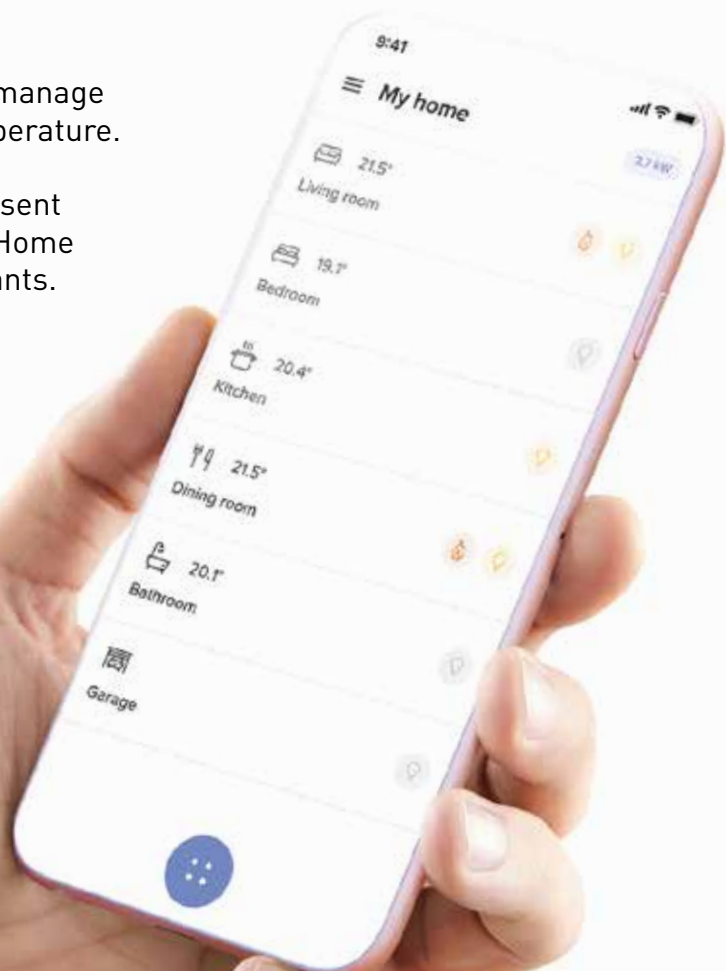 manage
perature.
sent
Home
ants.
9:41
My home
2.7 kW
21.5°
Living room
19.1°
Bedroom
20.4°
Kitchen
21.5°
Dining room
20.1°
Bathroom
Garage